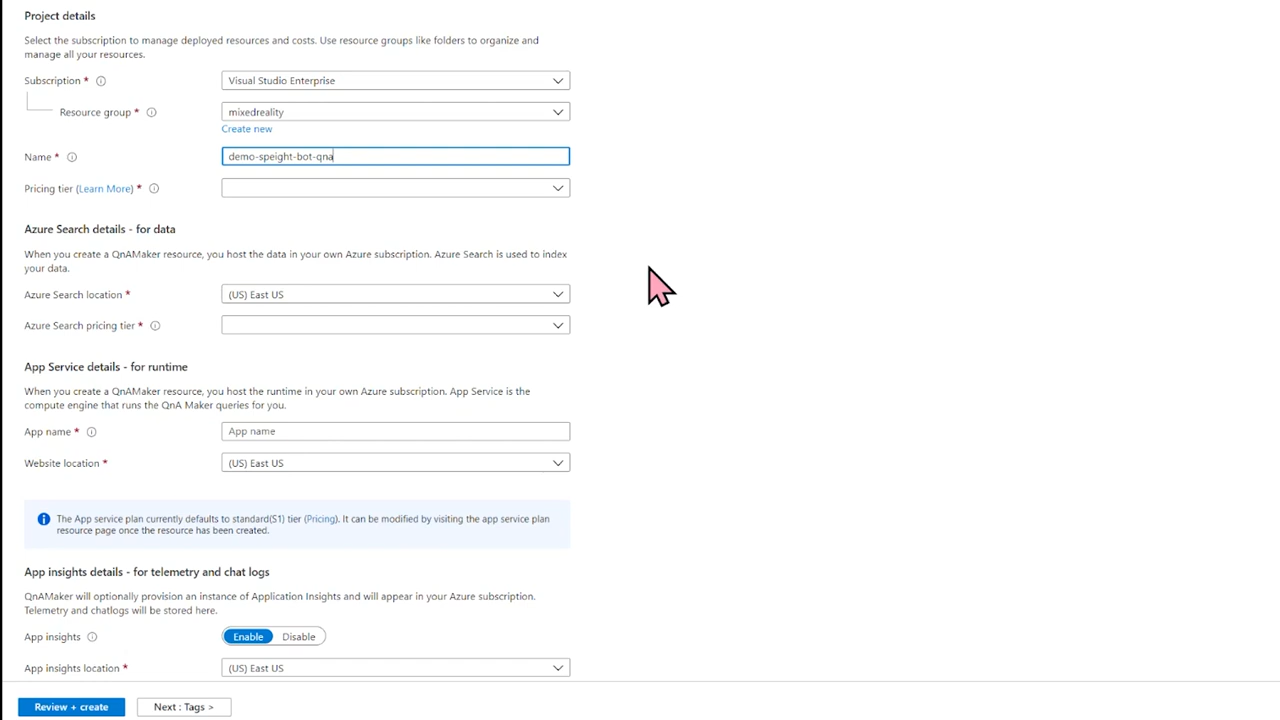 Project details
Select the subscription to manage deployed resources and costs. Use resource groups like folders to organize and
manage all your resources.
Subscription *
Visual Studio Enterprise
Resource group *
mixedreality
Create new
Name *
demo-speight-bot-qna
Pricing tier (Learn More) *
Azure Search details - for data
When you create a QnAMaker resource, you host the data in your own Azure subscription. Azure Search is used to index
your data.
Azure Search location *
(US) East US
Azure Search pricing tier *
App Service details - for runtime
When you create a QnAMaker resource, you host the runtime in your own Azure subscription. App Service is the
compute engine that runs the QnA Maker queries for you.
App name *
App name
Website location *
(US) East US
The App service plan currently defaults to standard(S1) tier (Pricing). It can be modified by visiting the app service plan
resource page once the resource has been created.
App insights details - for telemetry and chat logs
QnAMaker will optionally provision an instance of Application Insights and will appear in your Azure subscription.
Telemetry and chatlogs will be stored here.
App insights
Enable Disable
App insights location *
(US) East US
Review + create
Next : Tags >